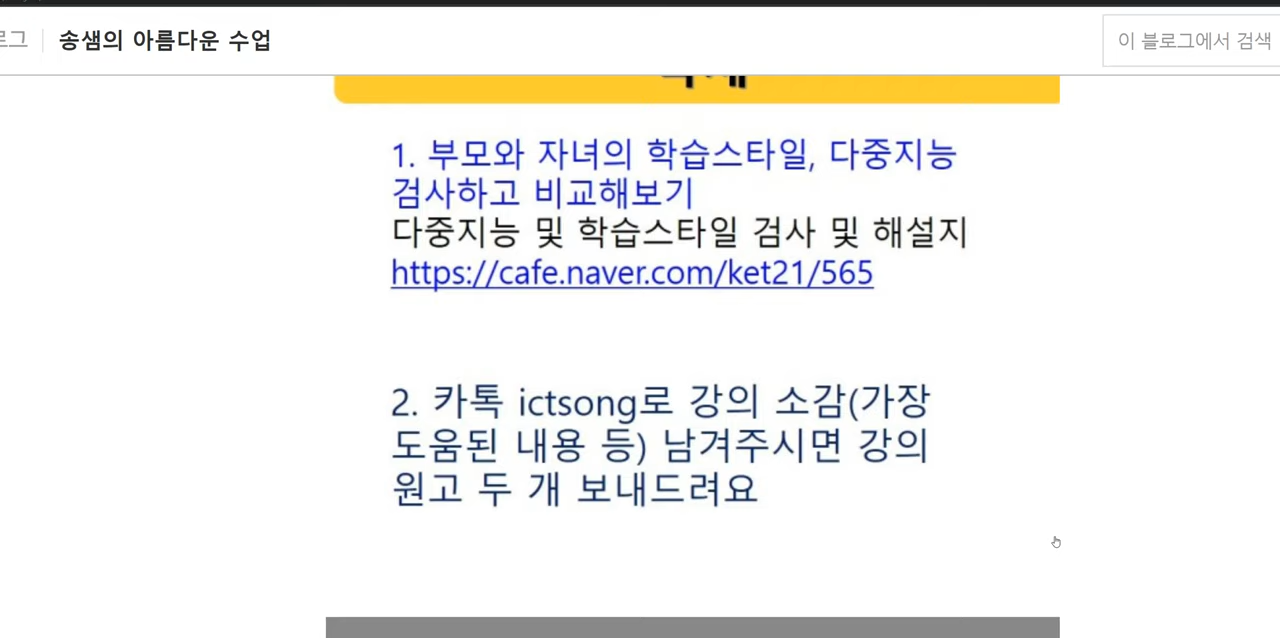 송샘의 아름다운 수업
이 블로그에서 검색
1. 부모와 자녀의 학습스타일, 다중지능
검사하고 비교해보기
다중지능 및 학습스타일 검사 및 해설지
https://cafe.naver.com/ket21/565
2. 카톡 ictsong로 강의 소감(가장
도움된 내용 등) 남겨주시면 강의
원고 두 개 보내드려요